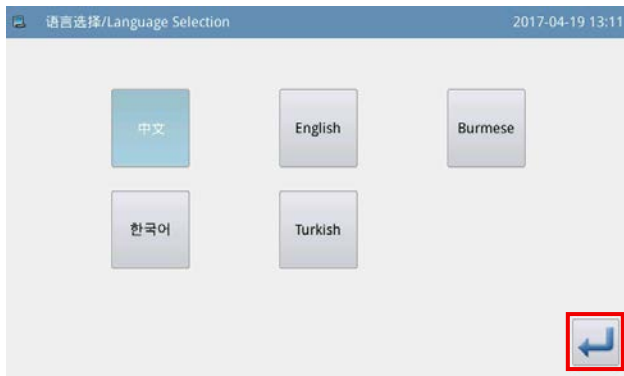 语言选择/Language Selection 2017-04-19 13:11
中文 English Burmese
한국어 Turkish